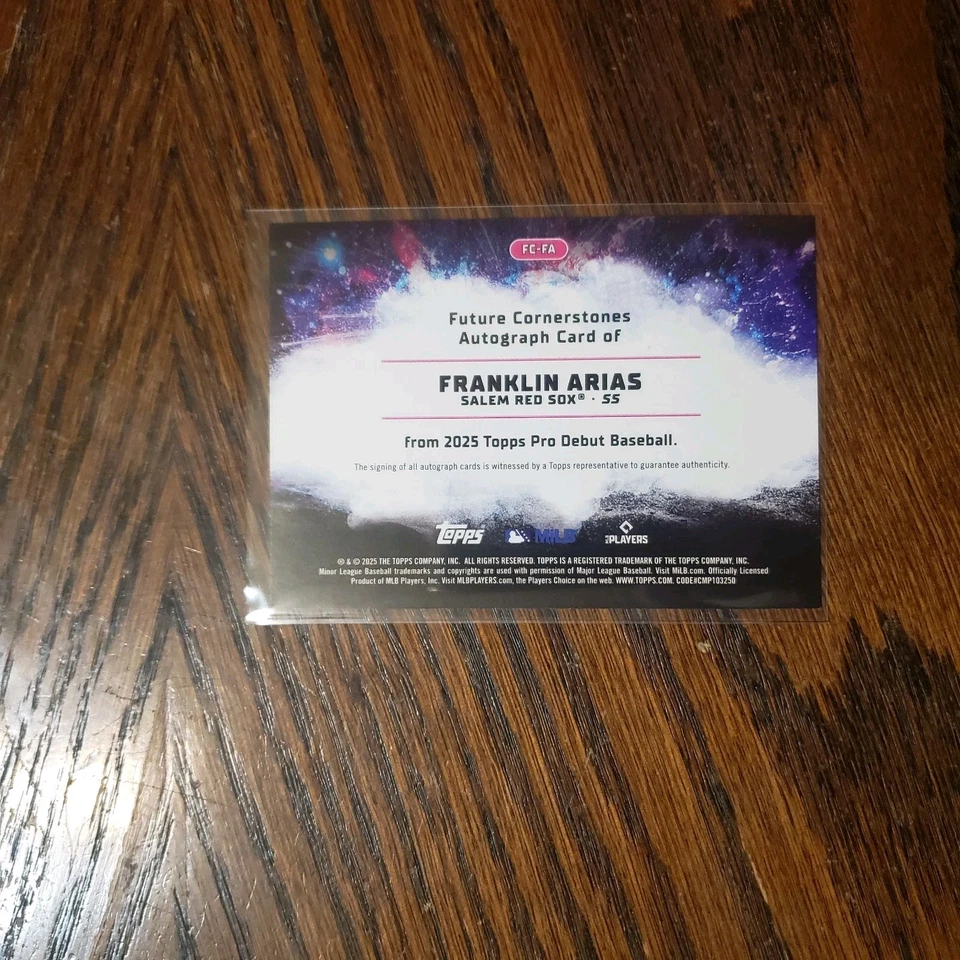 FC-FA
Future Cornerstones
Autograph Card of
FRANKLIN ARIAS
SALEM RED SOX® · SS
from 2025 Topps Pro Debut Baseball.
The signing of all autograph cards is witnessed by a Topps representative to guarantee authenticity.
Topps MiLB PLAYERS
® & © 2025 THE TOPPS COMPANY, INC. ALL RIGHTS RESERVED. TOPPS IS A REGISTERED TRADEMARK OF THE TOPPS COMPANY, INC.
Minor League Baseball trademarks and copyrights are used with permission of Major League Baseball. Visit MiLB.com. Officially Licensed
Product of MLB Players, Inc. Visit MLBPLAYERS.com, the Players Choice on the web. WWW.TOPPS.COM. CODE#CMP103250